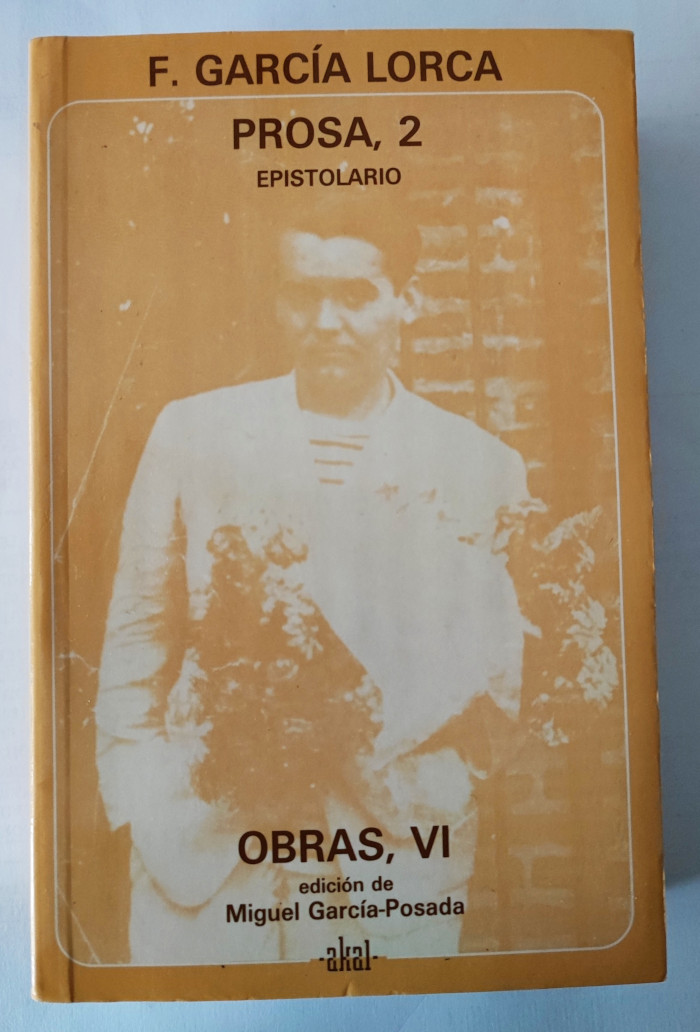 F. GARCÍA LORCA
PROSA, 2
EPISTOLARIO
OBRAS, VI
edición de
Miguel García-Posada
-akal-